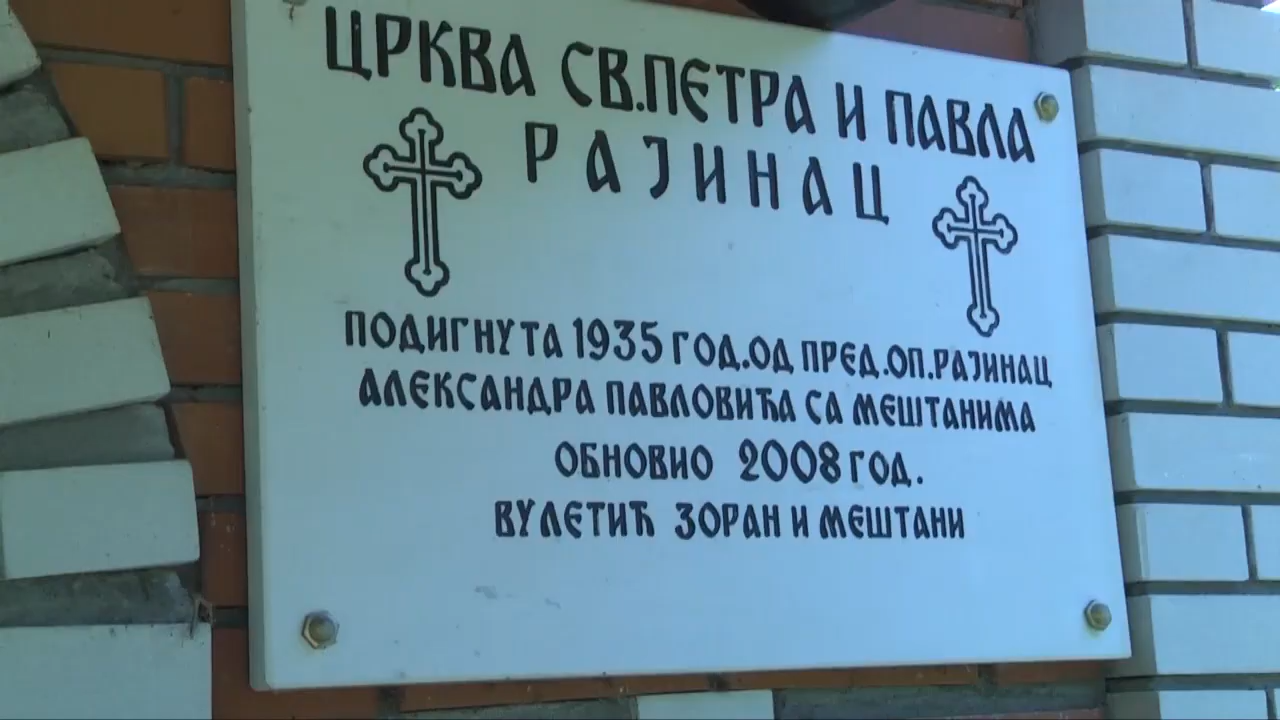 ЦРКВА СВ.ПЕТРА И ПАВЛА
РАЈИНАЦ
ПОДИГНУТА 1935 ГОД.ОД ПРЕД.ОП.РАЈИНАЦ
АЛЕКСАНДРА ПАВЛОВИЋА СА МЕШТАНИМА
ОБНОВИО 2008 ГОД.
ВУЛЕТИЋ ЗОРАН И МЕШТАНИ